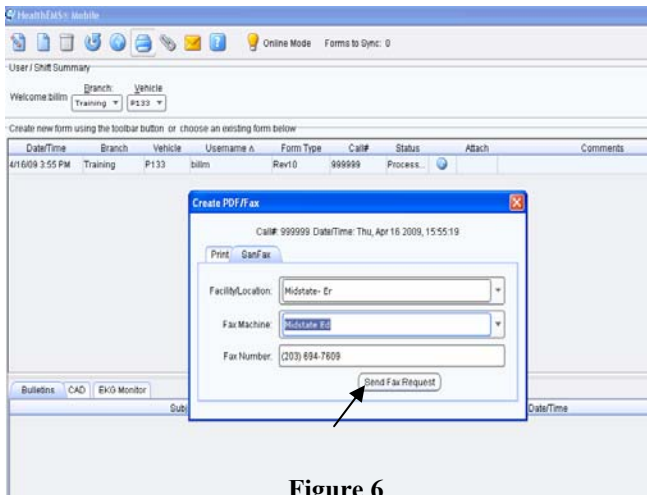 HealthEMS® Mobile
Online Mode Forms to Sync: 0
User / Shift Summary
Welcome:billm Branch: Training Vehicle P133
Create new form using the toolbar button or choose an existing form below
Date/Time Branch Vehicle Username Form Type Call# Status Attach Comments
4/16/09 3:55 PM Training P133 billm Rev10 999999 Process...
Create PDF/Fax
Call#: 999999 Date/Time: Thu, Apr 16 2009, 15:55:19
Print SanFax
Facility/Location: Midstate- Er
Fax Machine: Midstate Ed
Fax Number: (203) 694-7609
Send Fax Request
Bulletins CAD EKG Monitor
Subj Date/Time
Figure 6